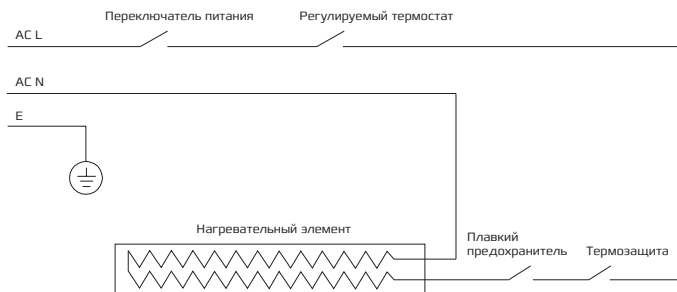 Переключатель питания
Регулируемый термостат
AC L
AC N
E
Нагревательный элемент
Плавкий
предохранитель
Термозащита